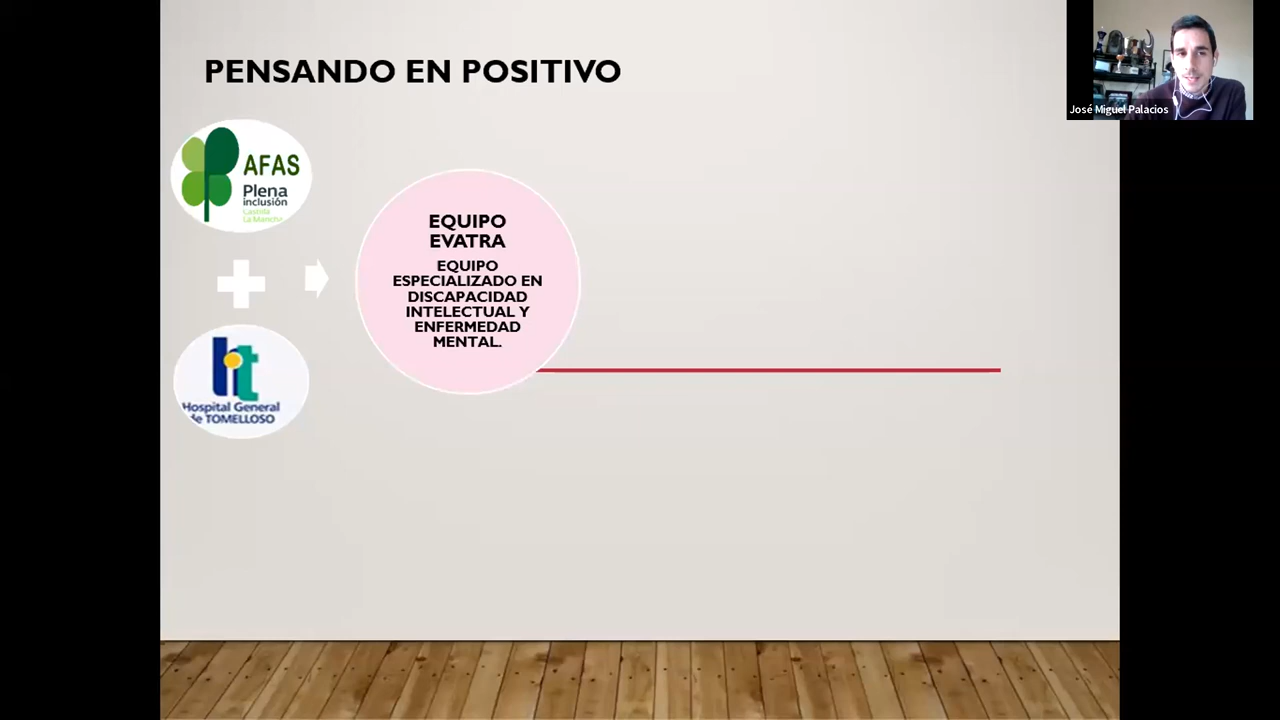 PENSANDO EN POSITIVO
AFAS
Plena
inclusión
Castilla
La Mancha
EQUIPO
EVATRA
EQUIPO
ESPECIALIZADO EN
DISCAPACIDAD
INTELECTUAL Y
ENFERMEDAD
MENTAL.
ht
Hospital General
de TOMELLOSO
José Miguel Palacios